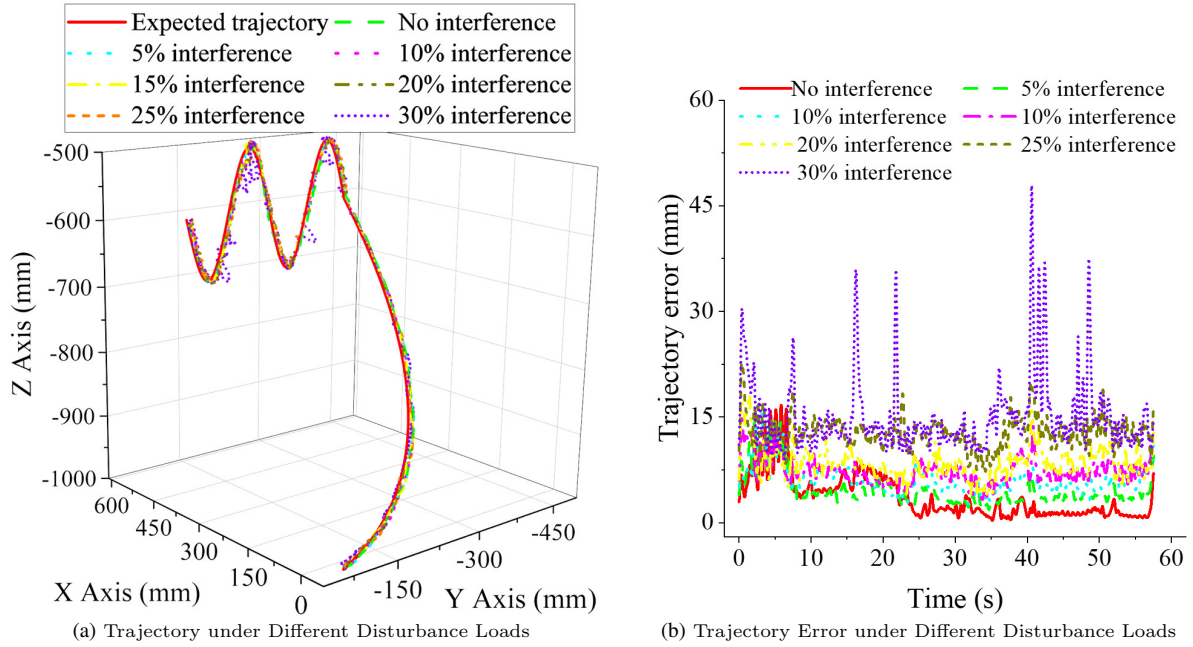 Expected trajectory No interference
5% interference 10% interference
15% interference 20% interference
25% interference 30% interference
-500
-600
-700
-800
-900
-1000
Z Axis (mm)
600
450
300
150
0
X Axis (mm)
-150
-300
-450
Y Axis (mm)
(a) Trajectory under Different Disturbance Loads
No interference 5% interference
10% interference 10% interference
20% interference 25% interference
30% interference
60
45
30
15
0
Trajectory error (mm)
0 10 20 30 40 50 60
Time (s)
(b) Trajectory Error under Different Disturbance Loads